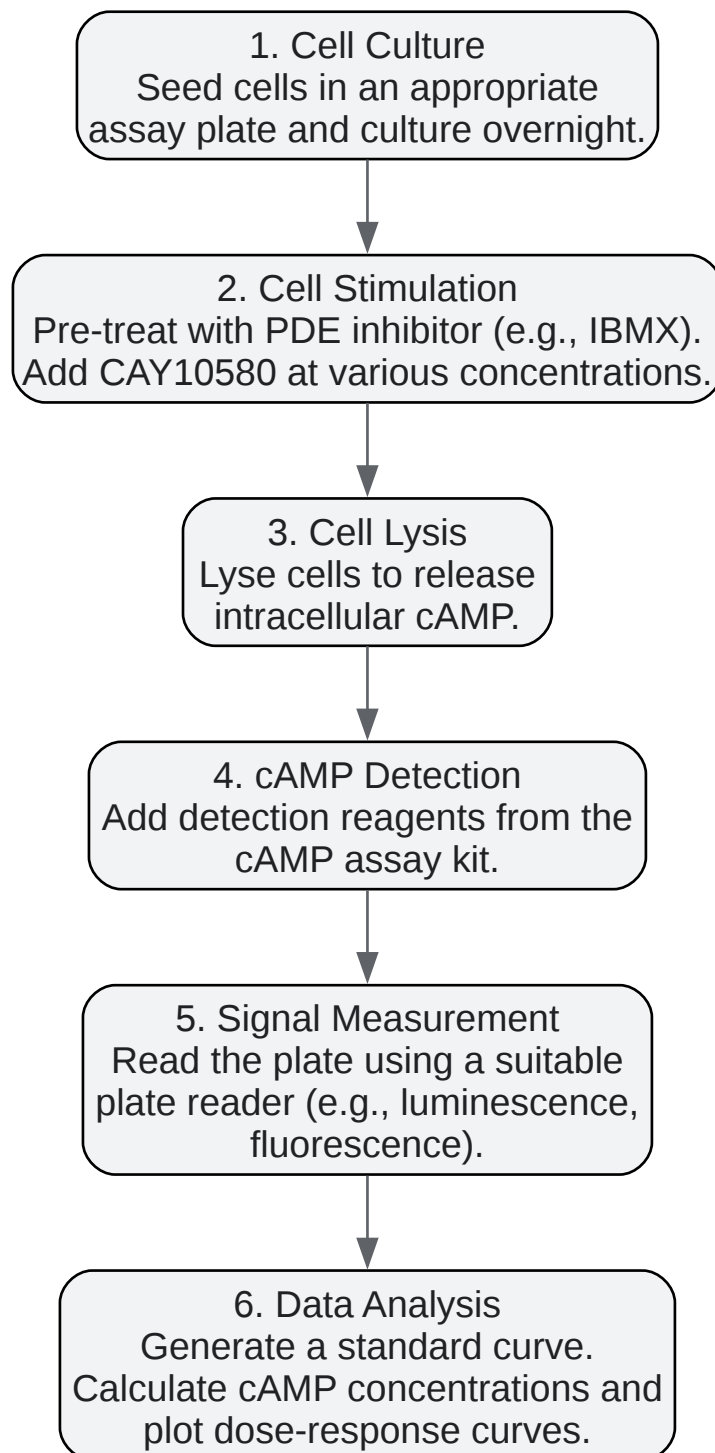 1. Cell Culture
Seed cells in an appropriate
assay plate and culture overnight.
2. Cell Stimulation
Pre-treat with PDE inhibitor (e.g., IBMX).
Add CAY10580 at various concentrations.
3. Cell Lysis
Lyse cells to release
intracellular cAMP.
4. cAMP Detection
Add detection reagents from the
cAMP assay kit.
5. Signal Measurement
Read the plate using a suitable
plate reader (e.g., luminescence,
fluorescence).
6. Data Analysis
Generate a standard curve.
Calculate cAMP concentrations and
plot dose-response curves.